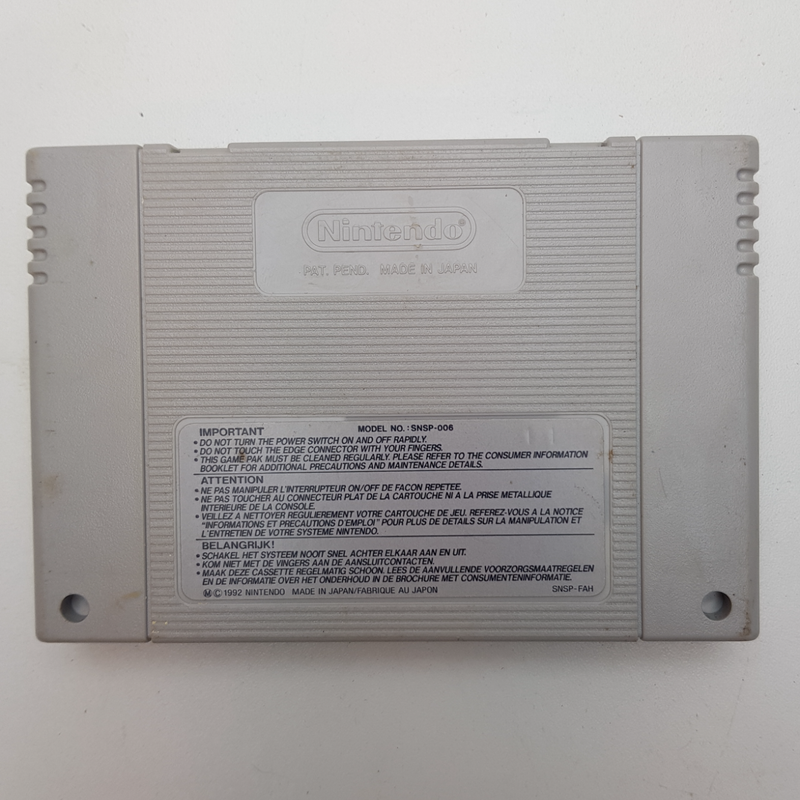 Nintendo®
PAT. PEND. MADE IN JAPAN
IMPORTANT MODEL NO.: SNSP-006
• DO NOT TURN THE POWER SWITCH ON AND OFF RAPIDLY.
• DO NOT TOUCH THE EDGE CONNECTOR WITH YOUR FINGERS.
• THIS GAME PAK MUST BE CLEANED REGULARLY. PLEASE REFER TO THE CONSUMER INFORMATION
BOOKLET FOR ADDITIONAL PRECAUTIONS AND MAINTENANCE DETAILS.
ATTENTION
• NE PAS MANIPULER L'INTERRUPTEUR ON/OFF DE FACON REPETEE.
• NE PAS TOUCHER AU CONNECTEUR PLAT DE LA CARTOUCHE NI A LA PRISE METALLIQUE
INTERIEURE DE LA CONSOLE.
• VEILLEZ A NETTOYER REGULIEREMENT VOTRE CARTOUCHE DE JEU. REFEREZ-VOUS A LA NOTICE
"INFORMATIONS ET PRECAUTIONS D'EMPLOI" POUR PLUS DE DETAILS SUR LA MANIPULATION ET
L'ENTRETIEN DE VOTRE SYSTEME NINTENDO.
BELANGRIJK!
• SCHAKEL HET SYSTEEM NOOIT SNEL ACHTER ELKAAR AAN EN UIT.
• KOM NIET MET DE VINGERS AAN DE AANSLUITCONTACTEN.
• MAAK DEZE CASSETTE REGELMATIG SCHOON. LEES DE AANVULLENDE VOORZORGSMAATREGELEN
EN DE INFORMATIE OVER HET ONDERHOUD IN DE BROCHURE MET CONSUMENTENINFORMATIE.
Ⓜ © 1992 NINTENDO MADE IN JAPAN/FABRIQUE AU JAPON SNSP-FAH